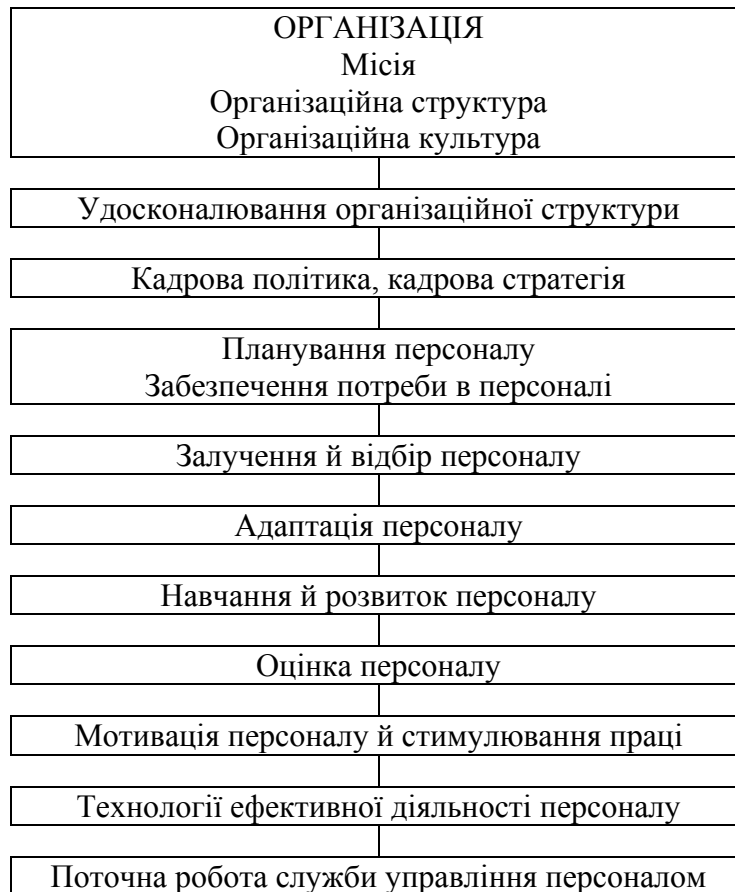 ОРГАНІЗАЦІЯ
Місія
Організаційна структура
Організаційна культура
Удосконалювання організаційної структури
Кадрова політика, кадрова стратегія
Планування персоналу
Забезпечення потреби в персоналі
Залучення й відбір персоналу
Адаптація персоналу
Навчання й розвиток персоналу
Оцінка персоналу
Мотивація персоналу й стимулювання праці
Технології ефективної діяльності персоналу
Поточна робота служби управління персоналом